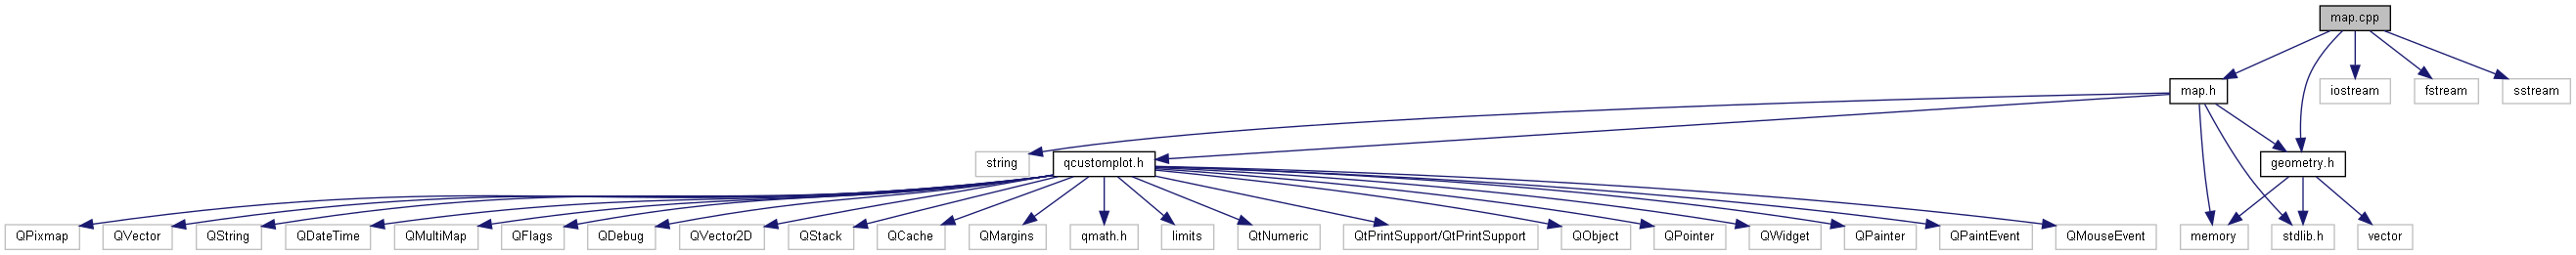 map.cpp
map.h
iostream
fstream
sstream
string
qcustomplot.h
geometry.h
QPixmap
QVector
QString
QDateTime
QMultiMap
QFlags
QDebug
QVector2D
QStack
QCache
QMargins
qmath.h
limits
QtNumeric
QtPrintSupport/QtPrintSupport
QObject
QPointer
QWidget
QPainter
QPaintEvent
QMouseEvent
memory
stdlib.h
vector